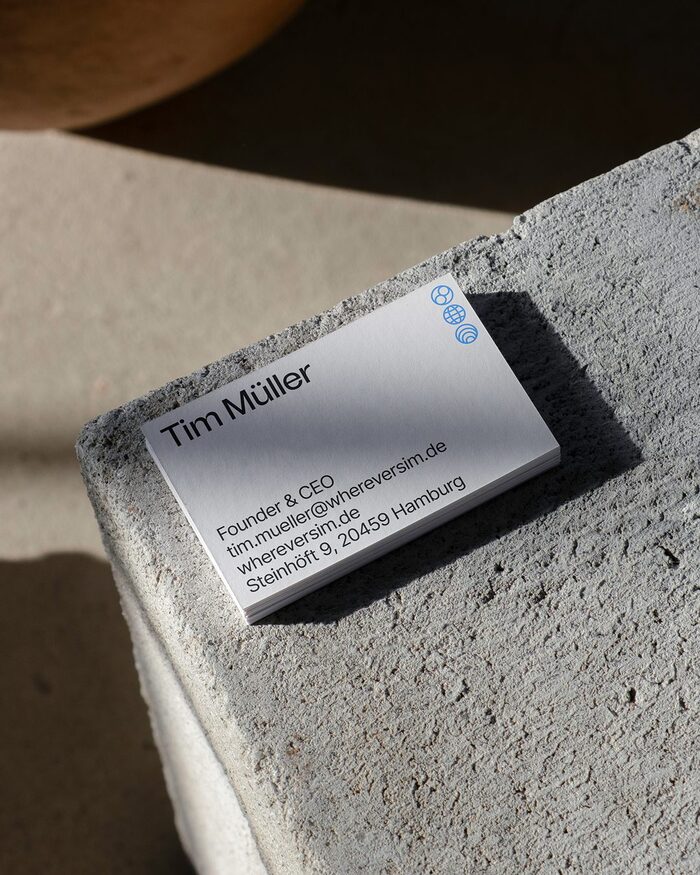 Tim Müller
Founder & CEO
tim.mueller@whereversim.de
whereversim.de
Steinhöft 9, 20459 Hamburg